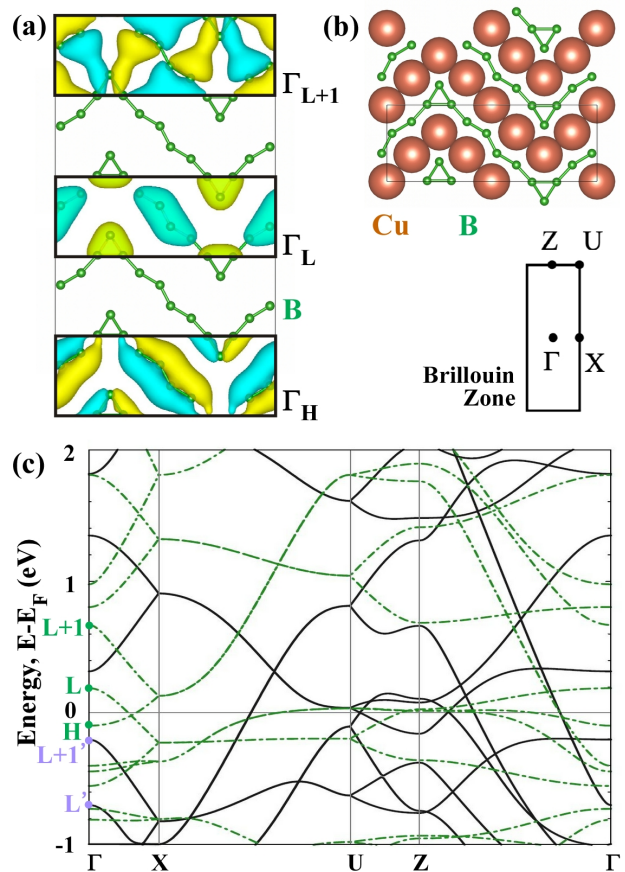 (a)
Γ_L+1
Γ_L
B
Γ_H
(b)
Cu B
Z U
Γ X
Brillouin
Zone
(c)
Energy, E-E_F (eV)
2
1
L+1
L
0
H
L+1'
L'
-1
Γ X U Z Γ